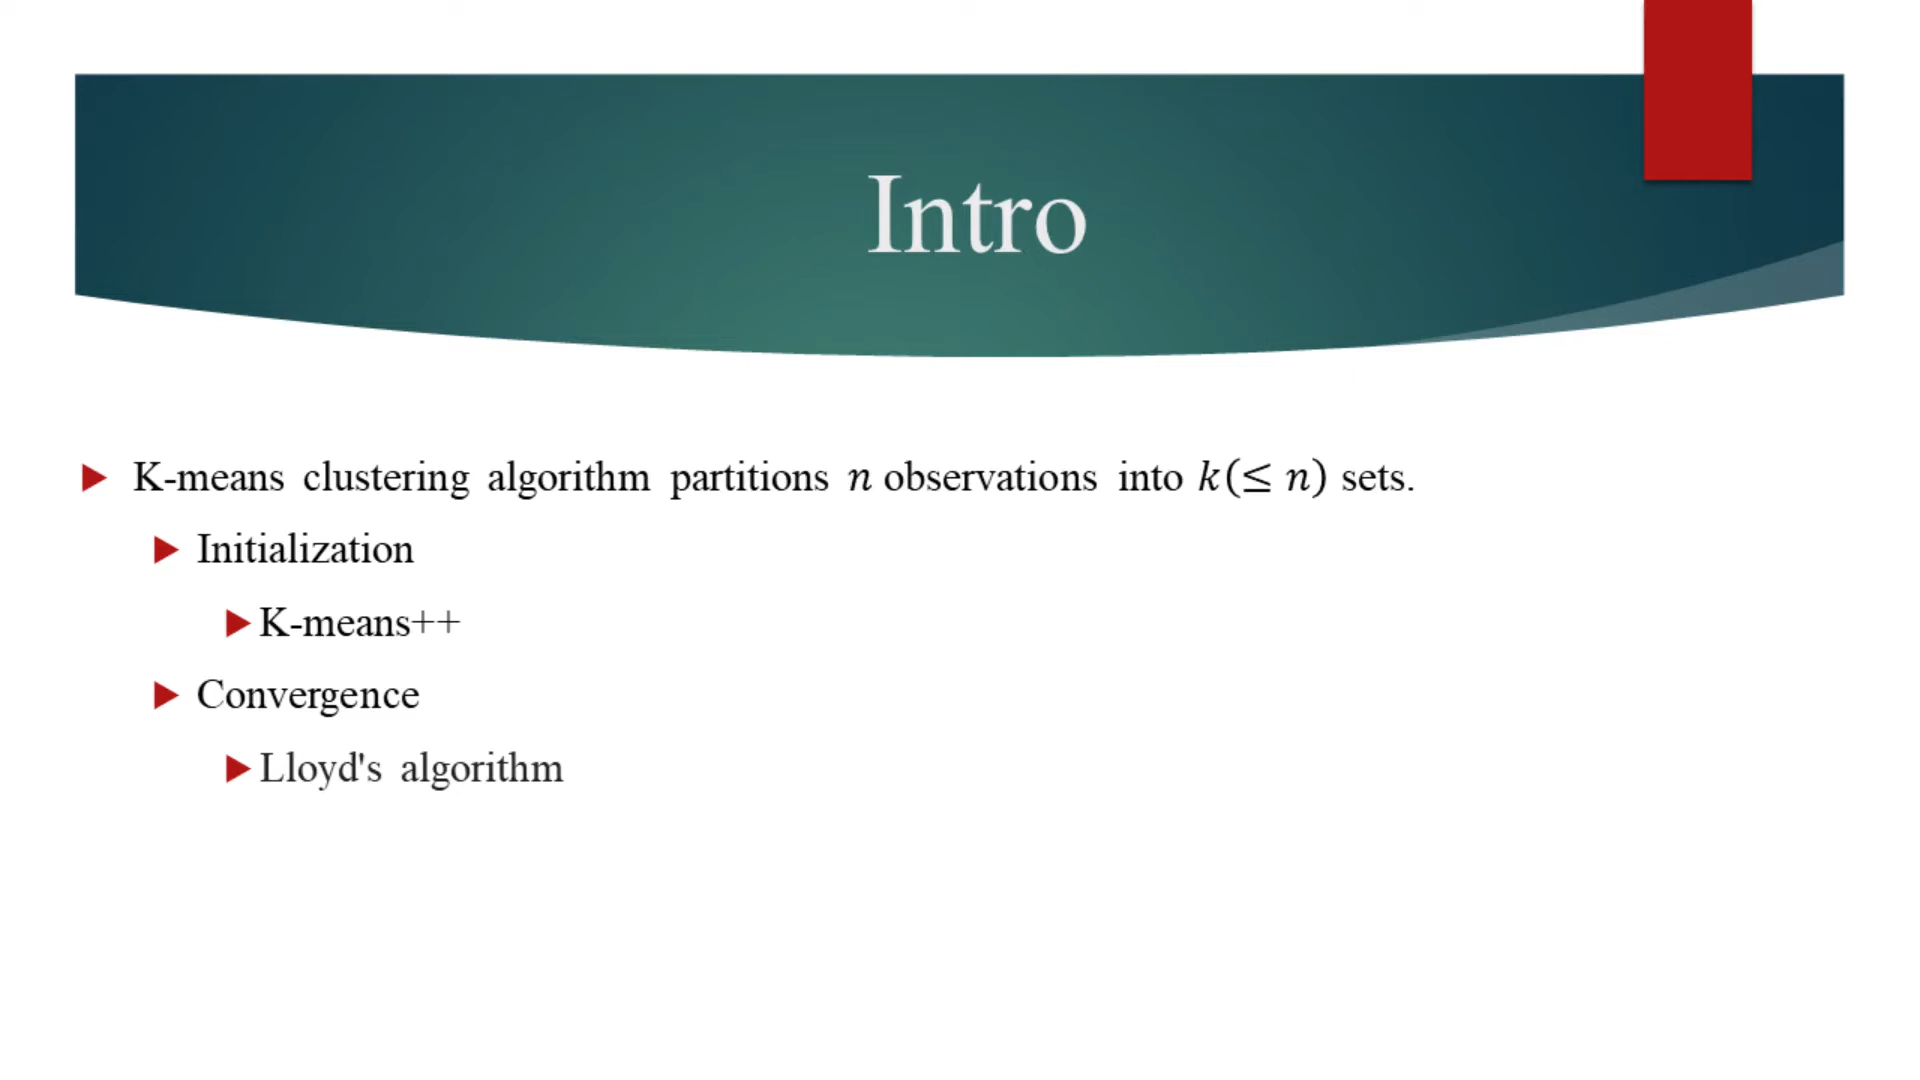 Intro
K-means clustering algorithm partitions n observations into k(≤ n) sets.
Initialization
K-means++
Convergence
Lloyd's algorithm